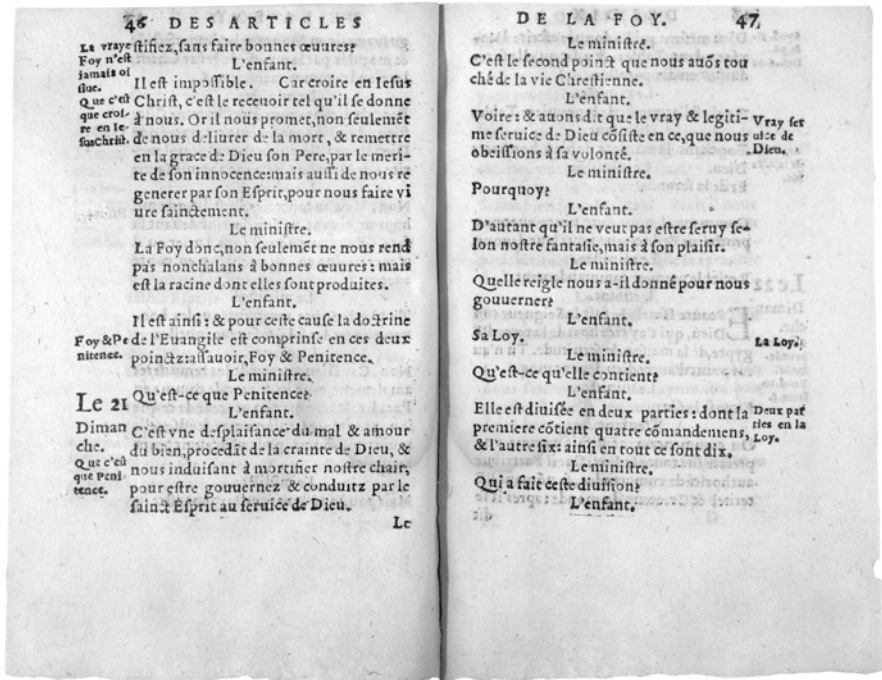 46 DES ARTICLES
La vraye
Foy n'est
iamais oi
siue.
Que c'est
que croi-
re en Ie-
susChrist.
stifiez, sans faire bonnes œuures?
L'enfant.
Il est impossible. Car croire en Iesus
Christ, c'est le receuoir tel qu'il se donne
à nous. Or il nous promet, non seulemẽt
de nous deliurer de la mort, & remettre
en la grace de Dieu son Pere, par le meri-
te de son innocence: mais aussi de nous re
generer par son Esprit, pour nous faire vi
ure sainctement.
Le ministre.
La Foy donc, non seulemẽt ne nous rend
pas nonchalans à bonnes œuures: mais
est la racine dont elles sont produites.
L'enfant.
Il est ainsi: & pour ceste cause la doctrine
Foy & Pe
nitence.
de l'Euangile est comprinse en ces deux
poinctz: assauoir, Foy & Penitence.
Le ministre.
Qu'est-ce que Penitence?
L'enfant.
Le 21
Diman
che.
Que c'est
que Peni
tence.
C'est vne desplaisance du mal & amour
du bien, procedãt de la crainte de Dieu, &
nous induisant à mortifier nostre chair,
pour estre gouuernez & conduitz par le
sainct Esprit au seruice de Dieu.
Le
DE LA FOY. 47
Le ministre.
C'est le second poinct que nous auõs tou
ché de la vie Chrestienne.
L'enfant.
Voire: & auons dit que le vray & legiti-
me seruice de Dieu cõsiste en ce, que nous
obeissions à sa volonté.
Vray ser
uice de
Dieu.
Le ministre.
Pourquoy?
L'enfant.
D'autant qu'il ne veut pas estre seruy se-
lon nostre fantasie, mais à son plaisir.
Le ministre.
Quelle reigle nous a-il donné pour nous
gouuerner?
L'enfant.
Sa Loy.
La Loy.
Le ministre.
Qu'est-ce qu'elle contient?
L'enfant.
Elle est diuisée en deux parties: dont la
premiere cõtient quatre cõmandemens,
& l'autre six: ainsi en tout ce sont dix.
Deux par
ties en la
Loy.
Le ministre.
Qui a fait ceste diuision?
L'enfant.